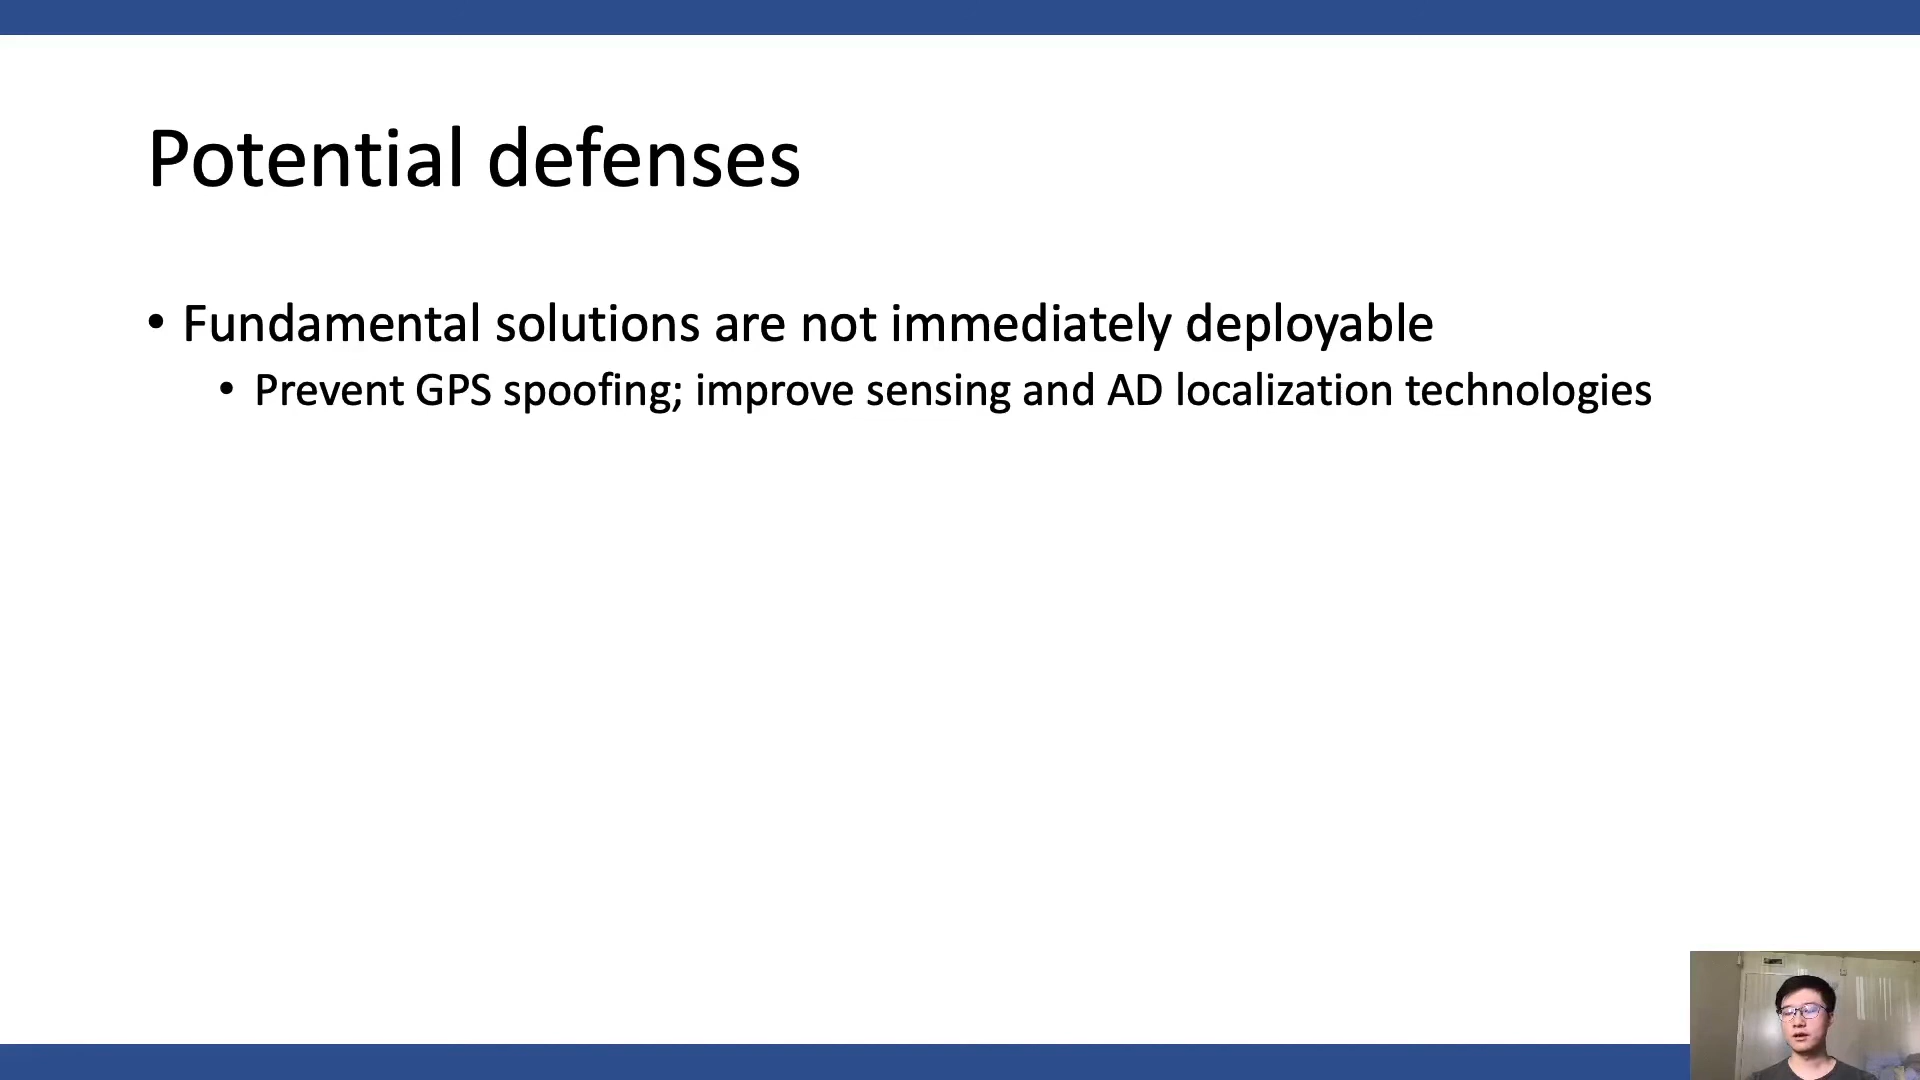 Potential defenses
• Fundamental solutions are not immediately deployable
• Prevent GPS spoofing; improve sensing and AD localization technologies